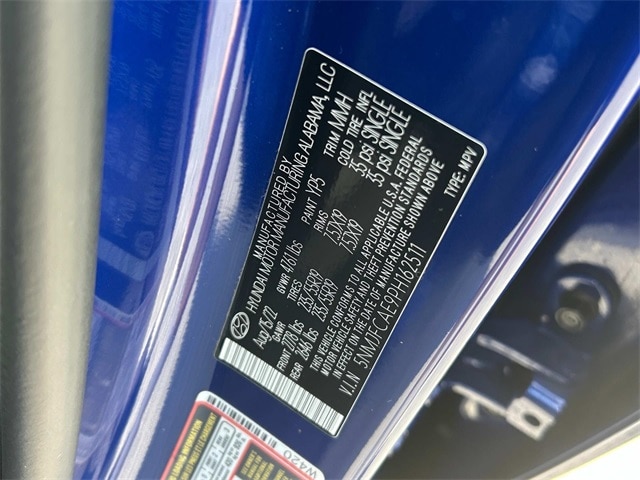 MANUFACTURED BY
HYUNDAI MOTOR MANUFACTURING ALABAMA, LLC
Aug/15/22 GVWR 4761 lbs PAINT YP5 TRIM MMH
GAWR RIMS COLD TIRE INFL
FRONT 2778 lbs 235/55R19 7.5JX19 35 psi SINGLE
REAR 2646 lbs 235/55R19 7.5JX19 35 psi SINGLE
THIS VEHICLE CONFORMS TO ALL APPLICABLE U.S.A. FEDERAL
MOTOR VEHICLE SAFETY AND THEFT PREVENTION STANDARDS
IN EFFECT ON THE DATE OF MANUFACTURE SHOWN ABOVE
V.I.N 5NMJFCAE9PH162511 TYPE: MPV
W420